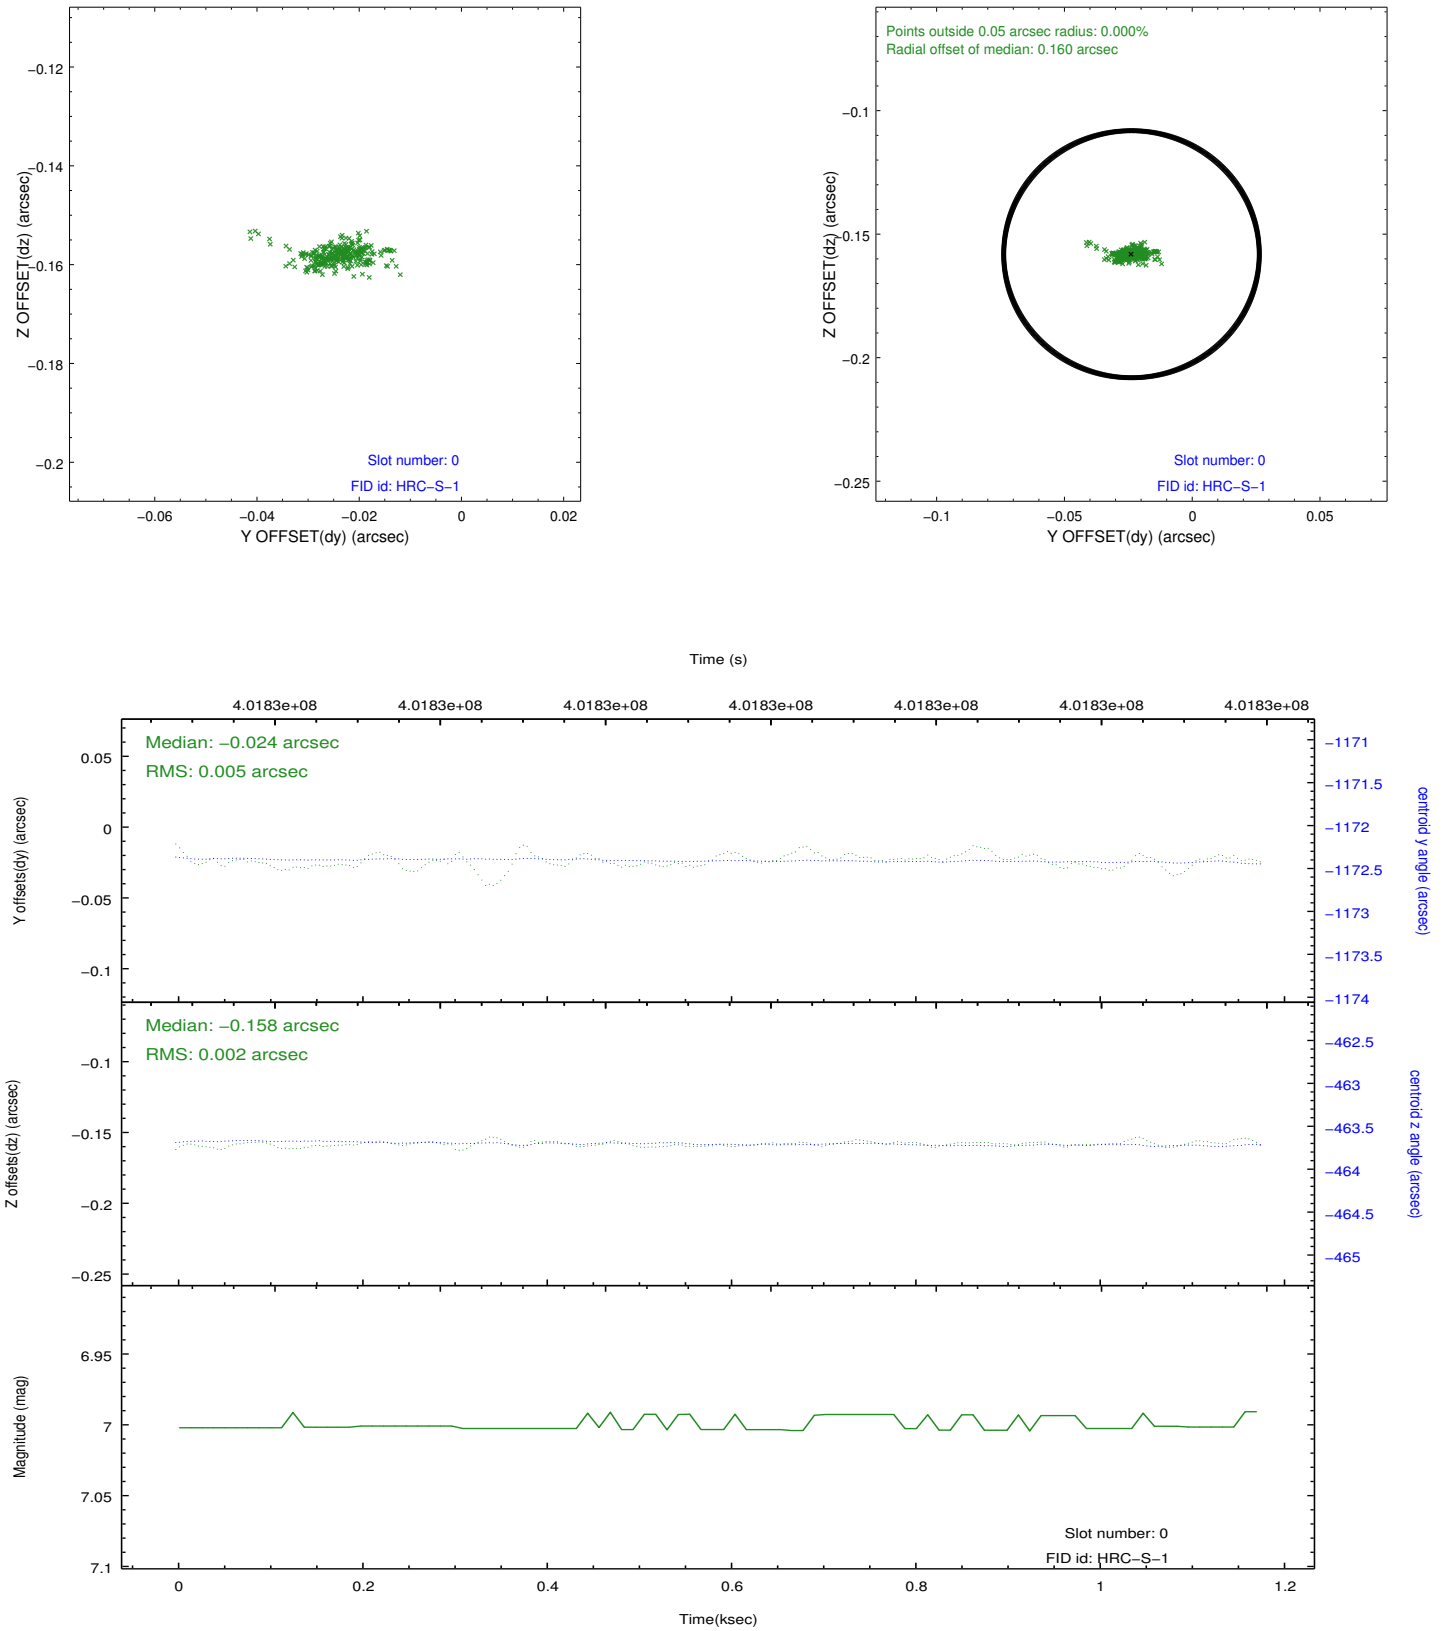 −0.12
−0.14
−0.16
−0.18
−0.2
Z OFFSET(dz) (arcsec)
Slot number: 0
FID id: HRC−S−1
−0.06 −0.04 −0.02 0 0.02
Y OFFSET(dy) (arcsec)
Points outside 0.05 arcsec radius: 0.000%
Radial offset of median: 0.160 arcsec
−0.1
−0.15
−0.2
−0.25
Z OFFSET(dz) (arcsec)
Slot number: 0
FID id: HRC−S−1
−0.1 −0.05 0 0.05
Y OFFSET(dy) (arcsec)
Time (s)
4.0183e+08 4.0183e+08 4.0183e+08 4.0183e+08 4.0183e+08 4.0183e+08 4.0183e+08
Median: −0.024 arcsec
RMS: 0.005 arcsec
0.05
0
−0.05
−0.1
Y offsets(dy) (arcsec)
−1171
−1171.5
−1172
−1172.5
−1173
−1173.5
−1174
centroid y angle (arcsec)
Median: −0.158 arcsec
RMS: 0.002 arcsec
−0.1
−0.15
−0.2
−0.25
Z offsets(dz) (arcsec)
−462.5
−463
−463.5
−464
−464.5
−465
centroid z angle (arcsec)
6.95
7
7.05
7.1
Magnitude (mag)
Slot number: 0
FID id: HRC−S−1
0 0.2 0.4 0.6 0.8 1 1.2
Time(ksec)